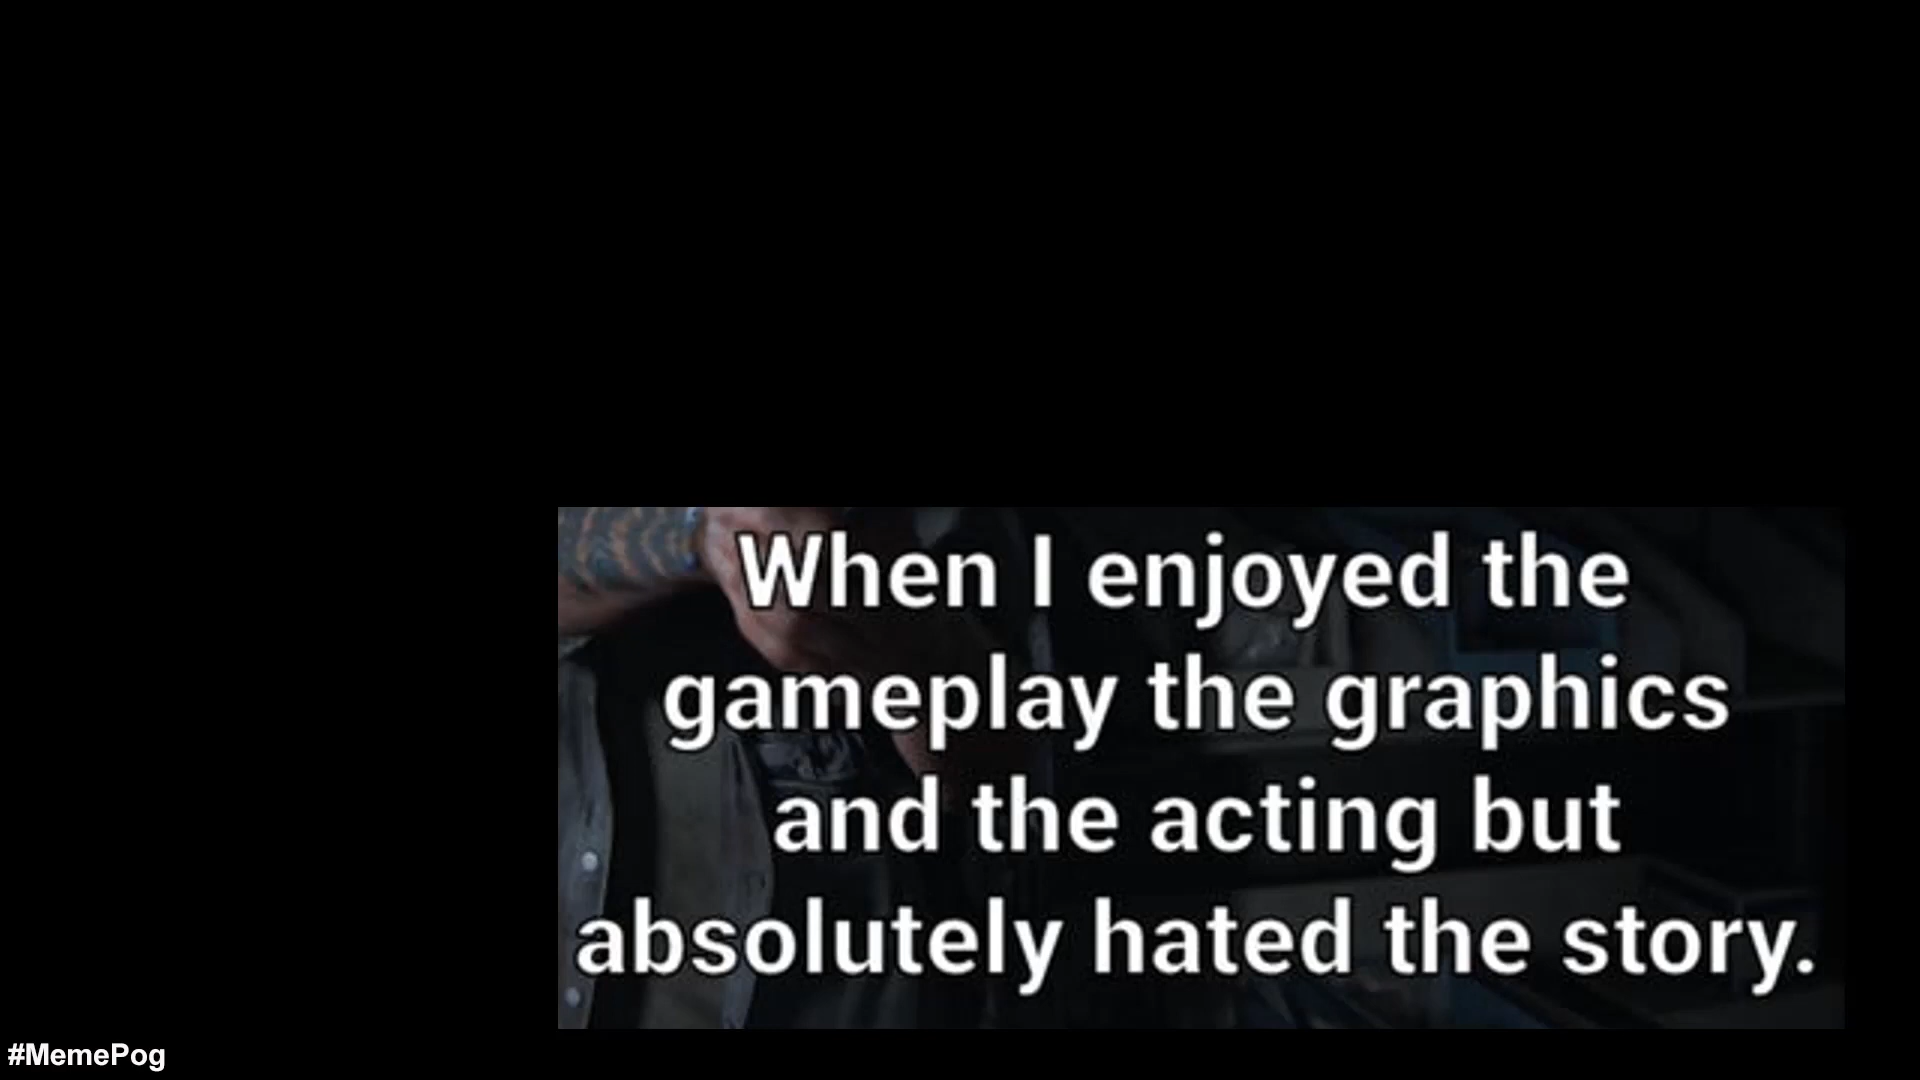 When I enjoyed the
gameplay the graphics
and the acting but
absolutely hated the story.
#MemePog